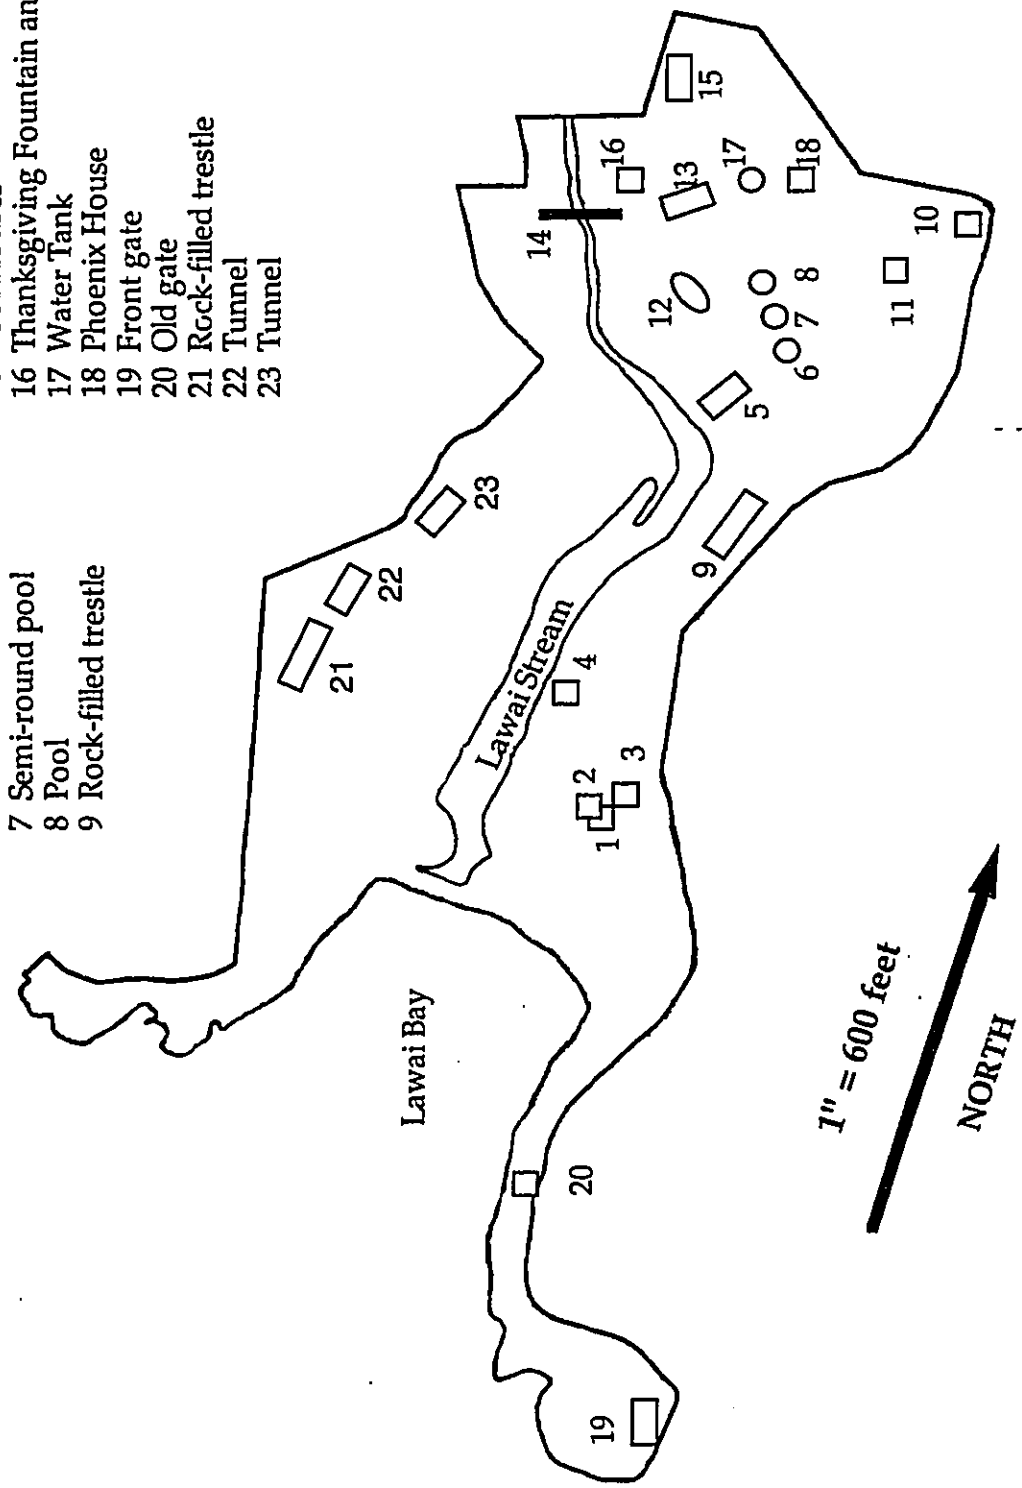 7 Semi-round pool
8 Pool
9 Rock-filled trestle
16 Thanksgiving Fountain an
17 Water Tank
18 Phoenix House
19 Front gate
20 Old gate
21 Rock-filled trestle
22 Tunnel
23 Tunnel
21
22
23
14
16
15
13
17
18
12
10
11
8
7
6
5
9
Lawai Stream
4
2
3
1
Lawai Bay
20
19
1" = 600 feet
NORTH